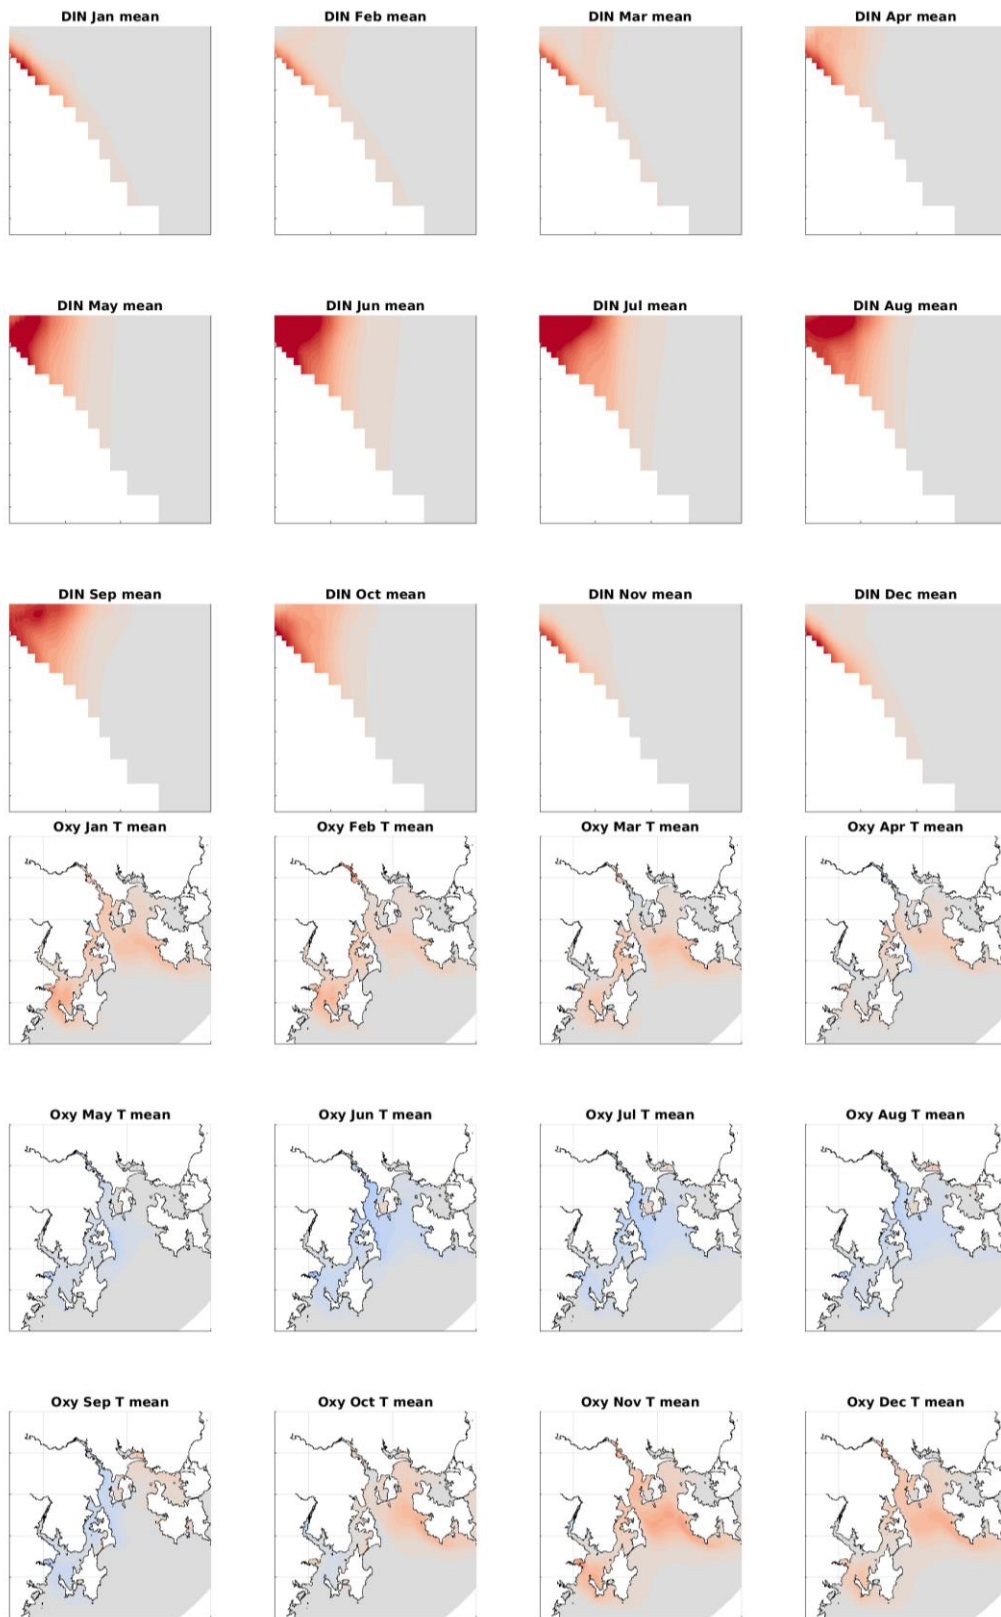 DIN Jan mean
DIN Feb mean
DIN Mar mean
DIN Apr mean
DIN May mean
DIN Jun mean
DIN Jul mean
DIN Aug mean
DIN Sep mean
DIN Oct mean
DIN Nov mean
DIN Dec mean
Oxy Jan T mean
Oxy Feb T mean
Oxy Mar T mean
Oxy Apr T mean
Oxy May T mean
Oxy Jun T mean
Oxy Jul T mean
Oxy Aug T mean
Oxy Sep T mean
Oxy Oct T mean
Oxy Nov T mean
Oxy Dec T mean